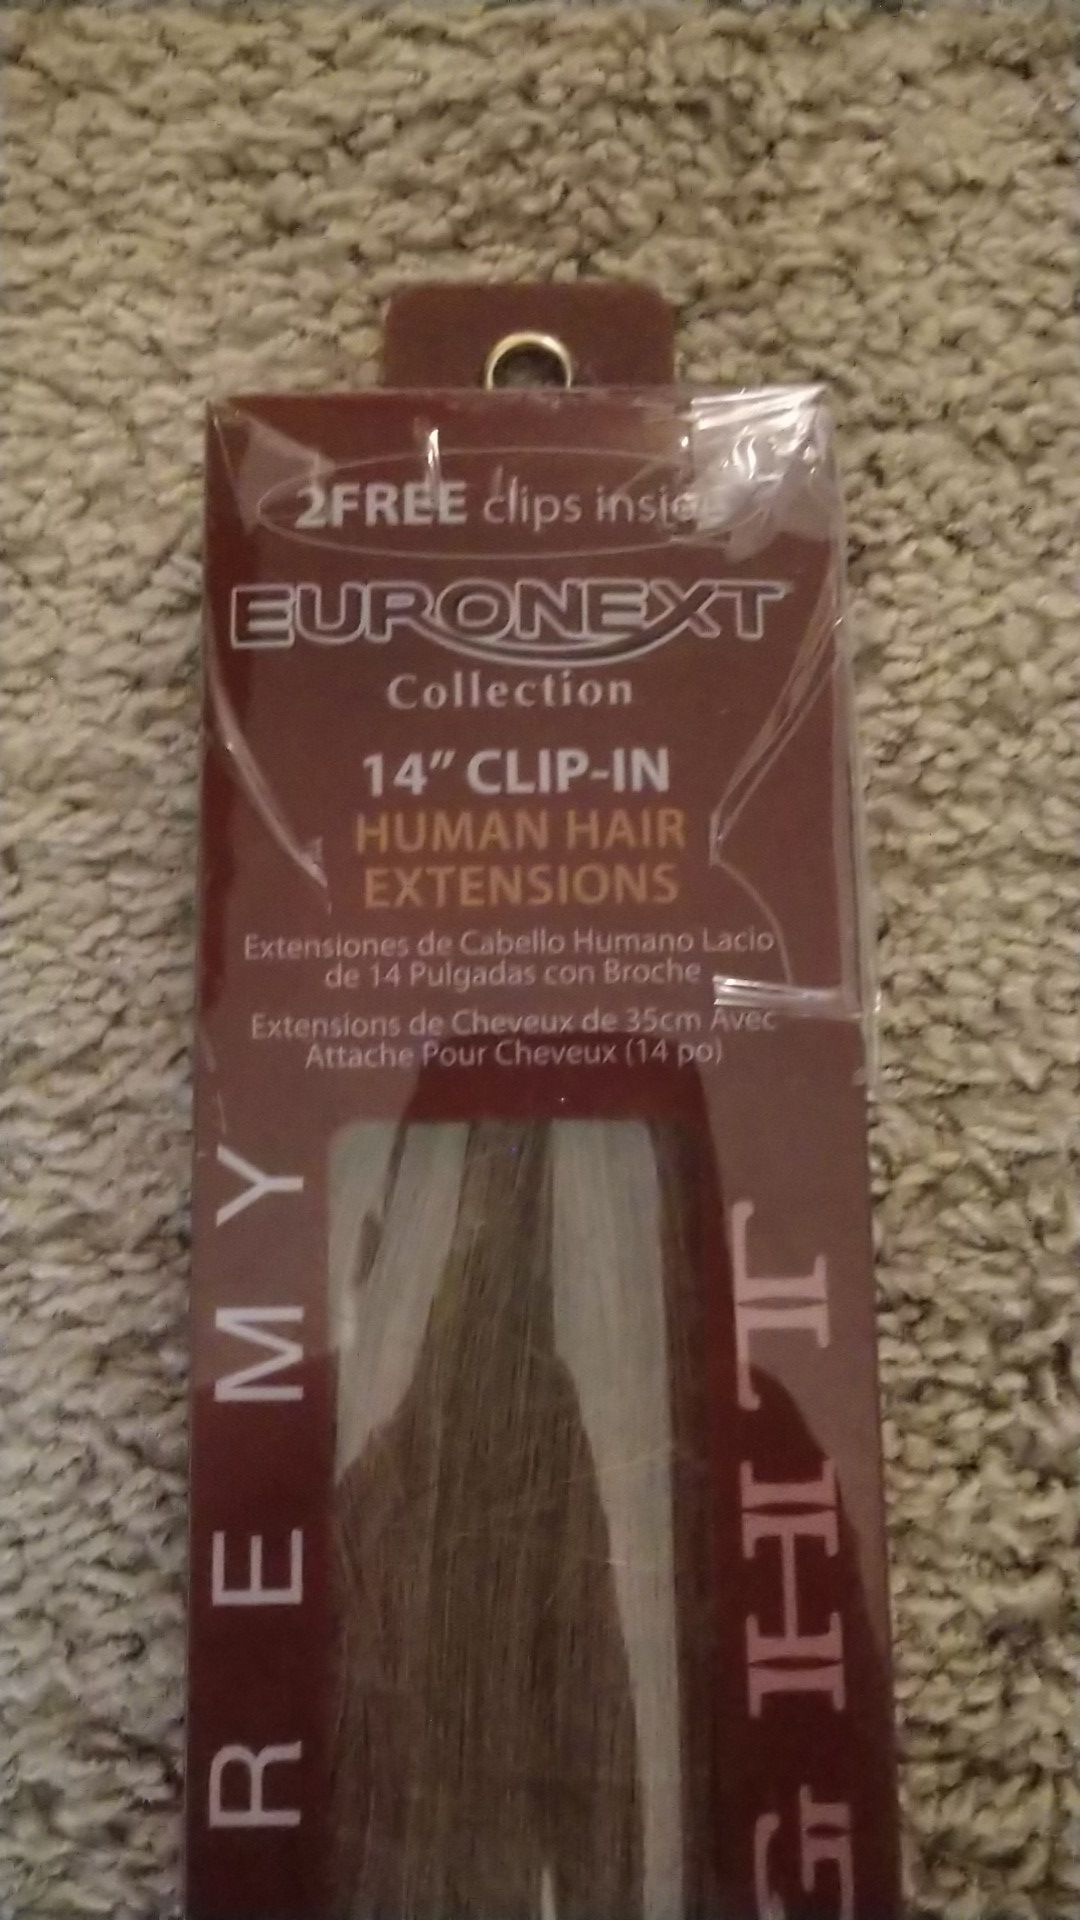 2FREE clips inside
EURONEXT
Collection
14" CLIP-IN
HUMAN HAIR
EXTENSIONS
Extensiones de Cabello Humano Lacio
de 14 Pulgadas con Broche
Extensions de Cheveux de 35cm Avec
Attache Pour Cheveux (14 po)
REMY
GHT